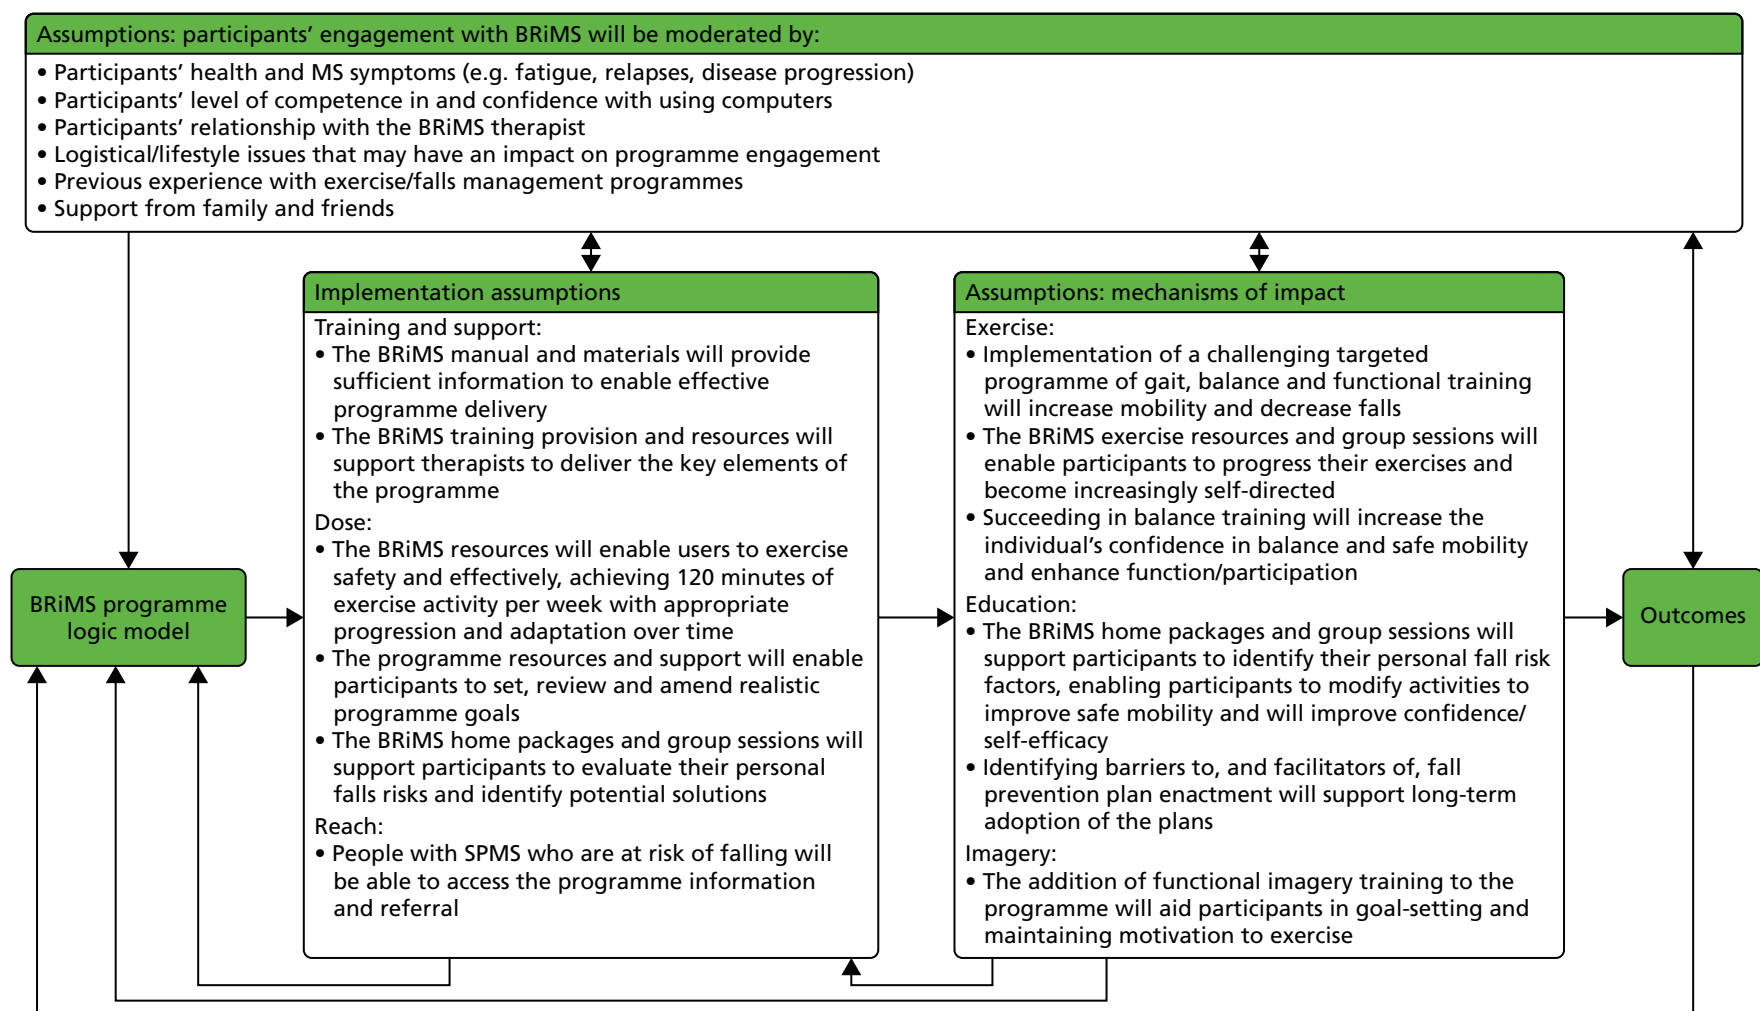 Assumptions: participants’ engagement with BRiMS will be moderated by:
• Participants’ health and MS symptoms (e.g. fatigue, relapses, disease progression)
• Participants’ level of competence in and confidence with using computers
• Participants’ relationship with the BRiMS therapist
• Logistical/lifestyle issues that may have an impact on programme engagement
• Previous experience with exercise/falls management programmes
• Support from family and friends
BRiMS programme
logic model
Implementation assumptions
Training and support:
• The BRiMS manual and materials will provide
sufficient information to enable effective
programme delivery
• The BRiMS training provision and resources will
support therapists to deliver the key elements of
the programme
Dose:
• The BRiMS resources will enable users to exercise
safety and effectively, achieving 120 minutes of
exercise activity per week with appropriate
progression and adaptation over time
• The programme resources and support will enable
participants to set, review and amend realistic
programme goals
• The BRiMS home packages and group sessions will
support participants to evaluate their personal
falls risks and identify potential solutions
Reach:
• People with SPMS who are at risk of falling will
be able to access the programme information
and referral
Assumptions: mechanisms of impact
Exercise:
• Implementation of a challenging targeted
programme of gait, balance and functional training
will increase mobility and decrease falls
• The BRiMS exercise resources and group sessions will
enable participants to progress their exercises and
become increasingly self-directed
• Succeeding in balance training will increase the
individual’s confidence in balance and safe mobility
and enhance function/participation
Education:
• The BRiMS home packages and group sessions will
support participants to identify their personal fall risk
factors, enabling participants to modify activities to
improve safe mobility and will improve confidence/
self-efficacy
• Identifying barriers to, and facilitators of, fall
prevention plan enactment will support long-term
adoption of the plans
Imagery:
• The addition of functional imagery training to the
programme will aid participants in goal-setting and
maintaining motivation to exercise
Outcomes